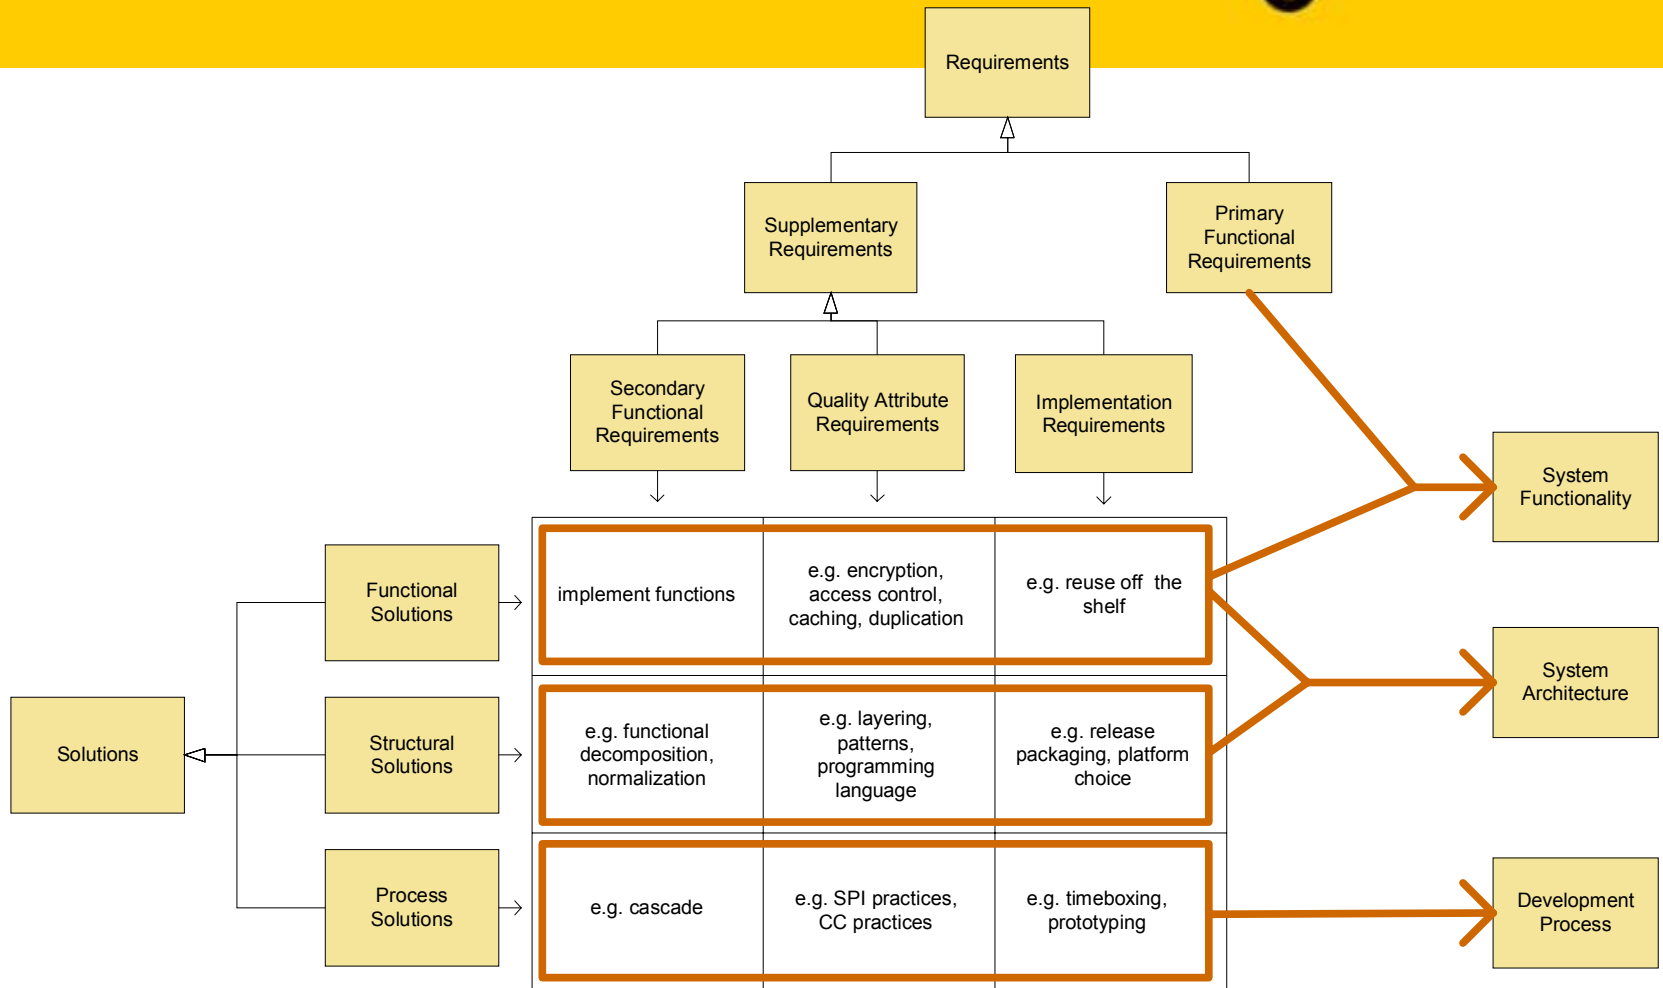 Requirements
Supplementary
Requirements
Primary
Functional
Requirements
Secondary
Functional
Requirements
Quality Attribute
Requirements
Implementation
Requirements
System
Functionality
Functional
Solutions
implement functions
e.g. encryption,
access control,
caching, duplication
e.g. reuse off the
shelf
System
Architecture
Solutions
Structural
Solutions
e.g. functional
decomposition,
normalization
e.g. layering,
patterns,
programming
language
e.g. release
packaging, platform
choice
Process
Solutions
e.g. cascade
e.g. SPI practices,
CC practices
e.g. timeboxing,
prototyping
Development
Process